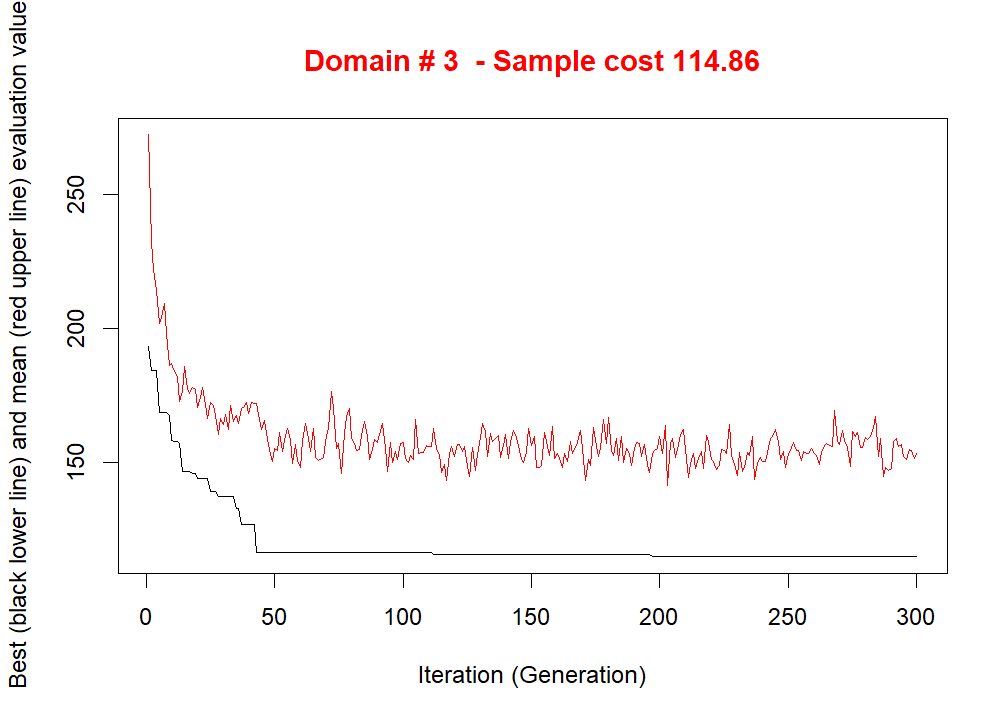 Domain # 3  - Sample cost 114.86
Best (black lower line) and mean (red upper line) evaluation value
250
200
150
0 50 100 150 200 250 300
Iteration (Generation)